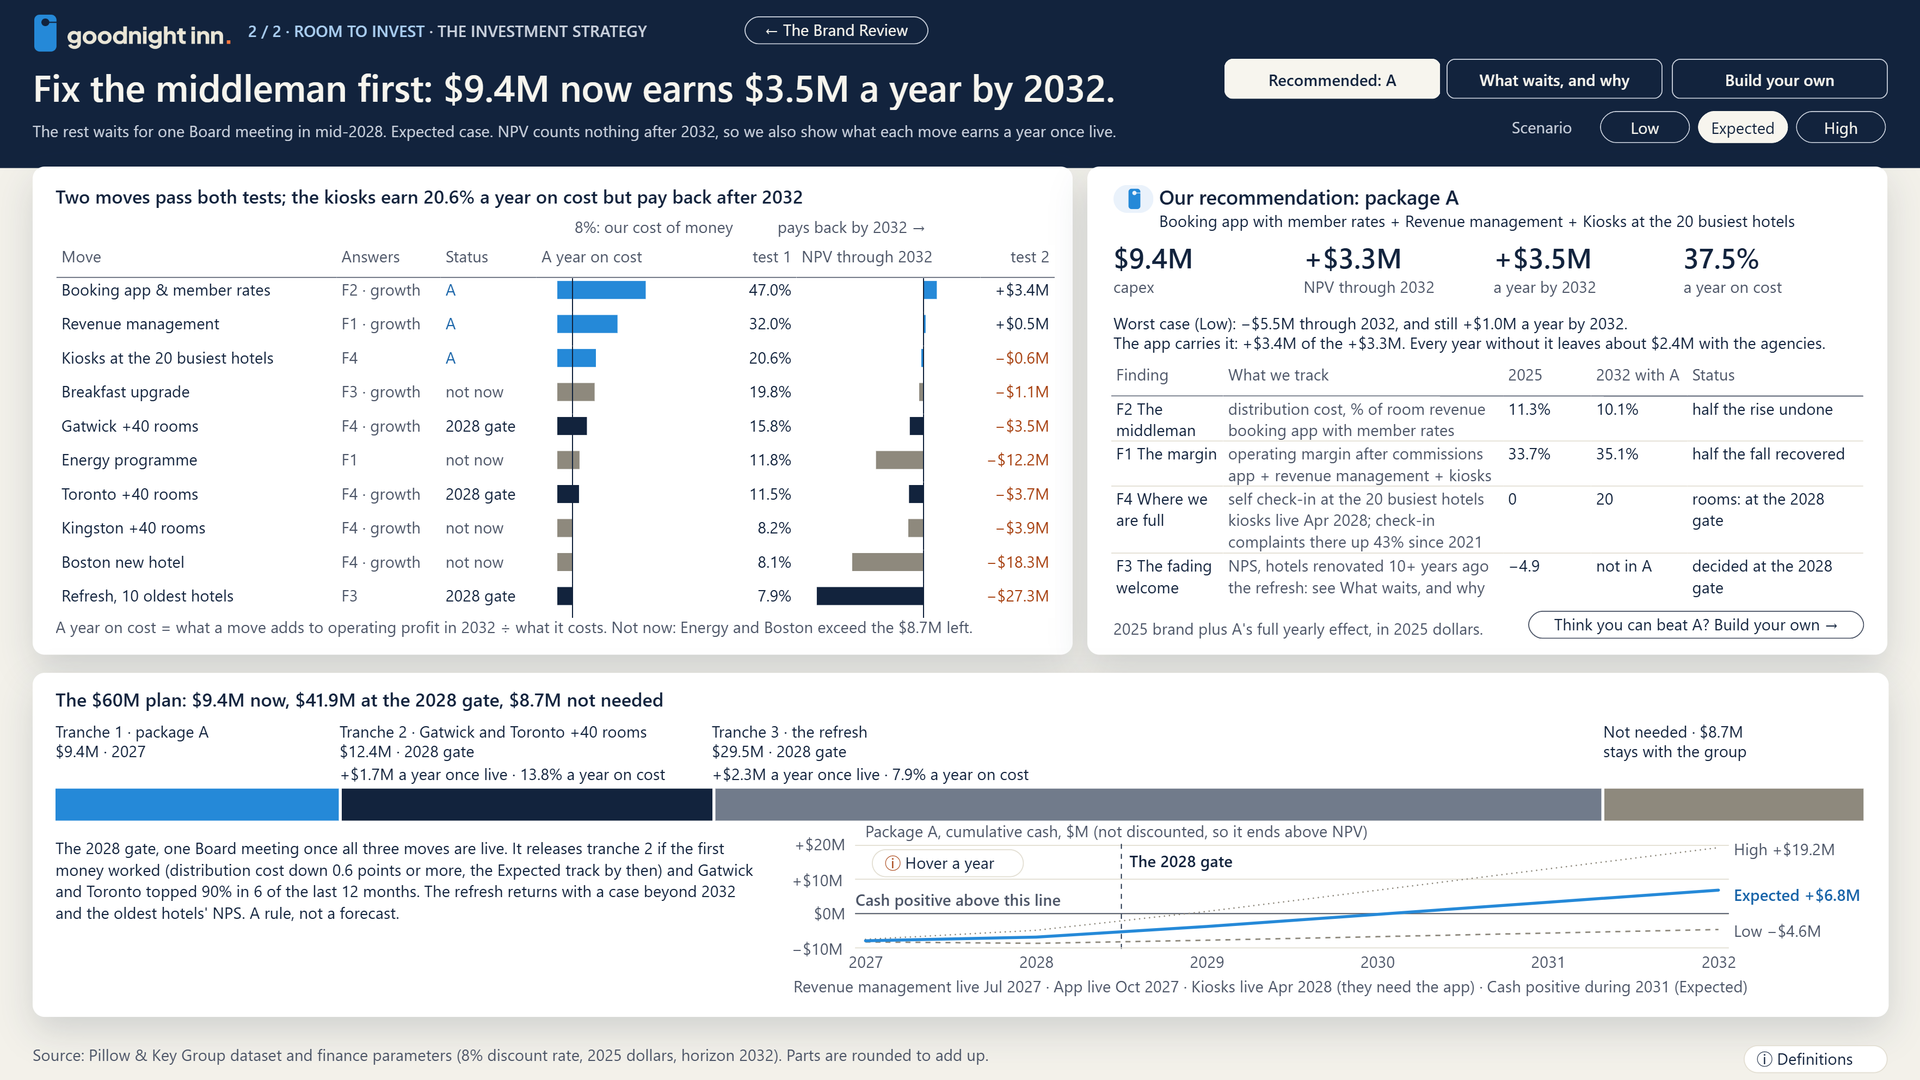 goodnight inn.
2 / 2 · ROOM TO INVEST · THE INVESTMENT STRATEGY
← The Brand Review
Fix the middleman first: $9.4M now earns $3.5M a year by 2032.
The rest waits for one Board meeting in mid-2028. Expected case. NPV counts nothing after 2032, so we also show what each move earns a year once live.
Recommended: A
What waits, and why
Build your own
Scenario
Low
Expected
High
Two moves pass both tests; the kiosks earn 20.6% a year on cost but pay back after 2032
8%: our cost of money pays back by 2032 →
Move Answers Status A year on cost test 1 NPV through 2032 test 2
Booking app & member rates F2 · growth A 47.0% +$3.4M
Revenue management F1 · growth A 32.0% +$0.5M
Kiosks at the 20 busiest hotels F4 A 20.6% −$0.6M
Breakfast upgrade F3 · growth not now 19.8% −$1.1M
Gatwick +40 rooms F4 · growth 2028 gate 15.8% −$3.5M
Energy programme F1 not now 11.8% −$12.2M
Toronto +40 rooms F4 · growth 2028 gate 11.5% −$3.7M
Kingston +40 rooms F4 · growth not now 8.2% −$3.9M
Boston new hotel F4 · growth not now 8.1% −$18.3M
Refresh, 10 oldest hotels F3 2028 gate 7.9% −$27.3M
A year on cost = what a move adds to operating profit in 2032 ÷ what it costs. Not now: Energy and Boston exceed the $8.7M left.
Our recommendation: package A
Booking app with member rates + Revenue management + Kiosks at the 20 busiest hotels
$9.4M +$3.3M +$3.5M 37.5%
capex NPV through 2032 a year by 2032 a year on cost
Worst case (Low): −$5.5M through 2032, and still +$1.0M a year by 2032.
The app carries it: +$3.4M of the +$3.3M. Every year without it leaves about $2.4M with the agencies.
Finding What we track 2025 2032 with A Status
F2 The distribution cost, % of room revenue 11.3% 10.1% half the rise undone
middleman booking app with member rates
F1 The margin operating margin after commissions 33.7% 35.1% half the fall recovered
app + revenue management + kiosks
F4 Where we self check-in at the 20 busiest hotels 0 20 rooms: at the 2028
are full kiosks live Apr 2028; check-in gate
complaints there up 43% since 2021
F3 The fading NPS, hotels renovated 10+ years ago −4.9 not in A decided at the 2028
welcome the refresh: see What waits, and why gate
2025 brand plus A's full yearly effect, in 2025 dollars.
Think you can beat A? Build your own →
The $60M plan: $9.4M now, $41.9M at the 2028 gate, $8.7M not needed
Tranche 1 · package A
$9.4M · 2027
Tranche 2 · Gatwick and Toronto +40 rooms
$12.4M · 2028 gate
+$1.7M a year once live · 13.8% a year on cost
Tranche 3 · the refresh
$29.5M · 2028 gate
+$2.3M a year once live · 7.9% a year on cost
Not needed · $8.7M
stays with the group
The 2028 gate, one Board meeting once all three moves are live. It releases tranche 2 if the first
money worked (distribution cost down 0.6 points or more, the Expected track by then) and Gatwick
and Toronto topped 90% in 6 of the last 12 months. The refresh returns with a case beyond 2032
and the oldest hotels' NPS. A rule, not a forecast.
Package A, cumulative cash, $M (not discounted, so it ends above NPV)
+$20M
+$10M
$0M
−$10M
ⓘ Hover a year
The 2028 gate
Cash positive above this line
High +$19.2M
Expected +$6.8M
Low −$4.6M
2027 2028 2029 2030 2031 2032
Revenue management live Jul 2027 · App live Oct 2027 · Kiosks live Apr 2028 (they need the app) · Cash positive during 2031 (Expected)
Source: Pillow & Key Group dataset and finance parameters (8% discount rate, 2025 dollars, horizon 2032). Parts are rounded to add up.
ⓘ Definitions